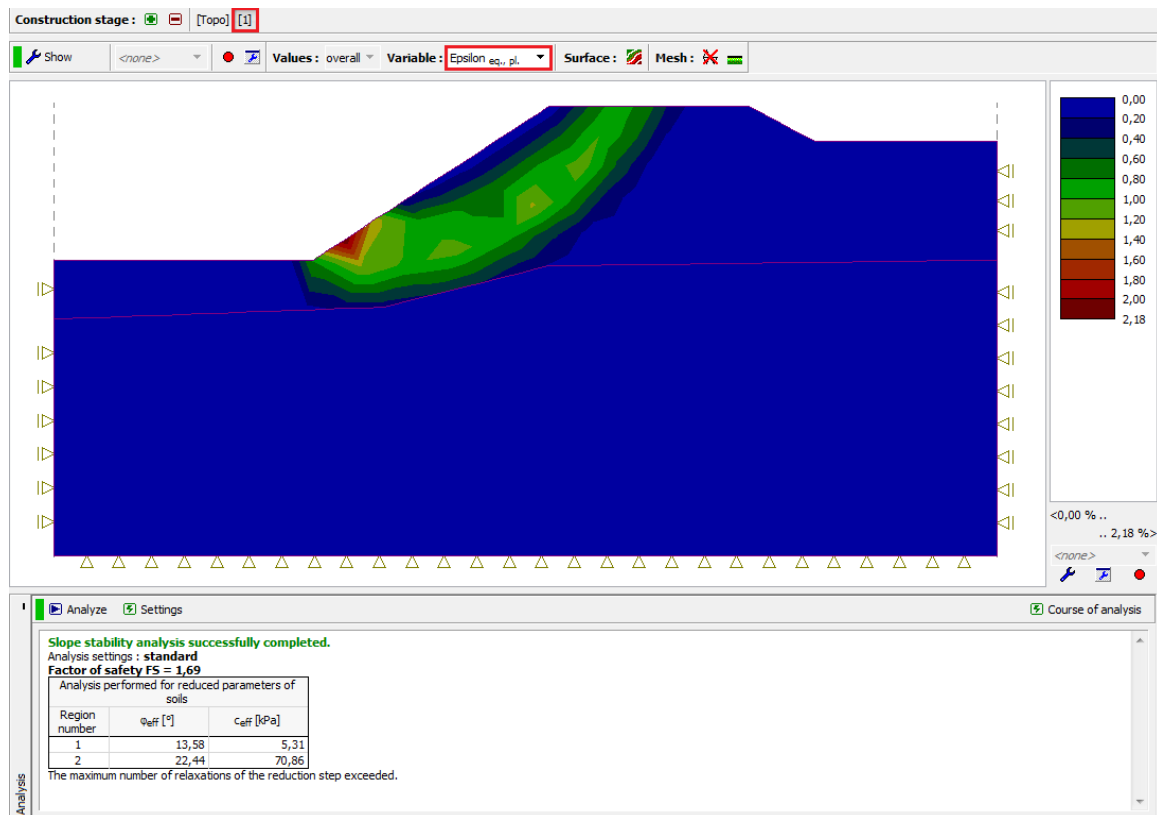 Construction stage : [Topo] [1]
Show <none> Values : overall Variable : Epsilon eq., pl. Surface : Mesh :
0,00
0,20
0,40
0,60
0,80
1,00
1,20
1,40
1,60
1,80
2,00
2,18
<0,00 % ..
.. 2,18 %>
<none>
Analyze Settings Course of analysis
Slope stability analysis successfully completed.
Analysis settings : standard
Factor of safety FS = 1,69
Analysis performed for reduced parameters of
soils
Region
number φeff [°] ceff [kPa]
1 13,58 5,31
2 22,44 70,86
The maximum number of relaxations of the reduction step exceeded.
Analysis